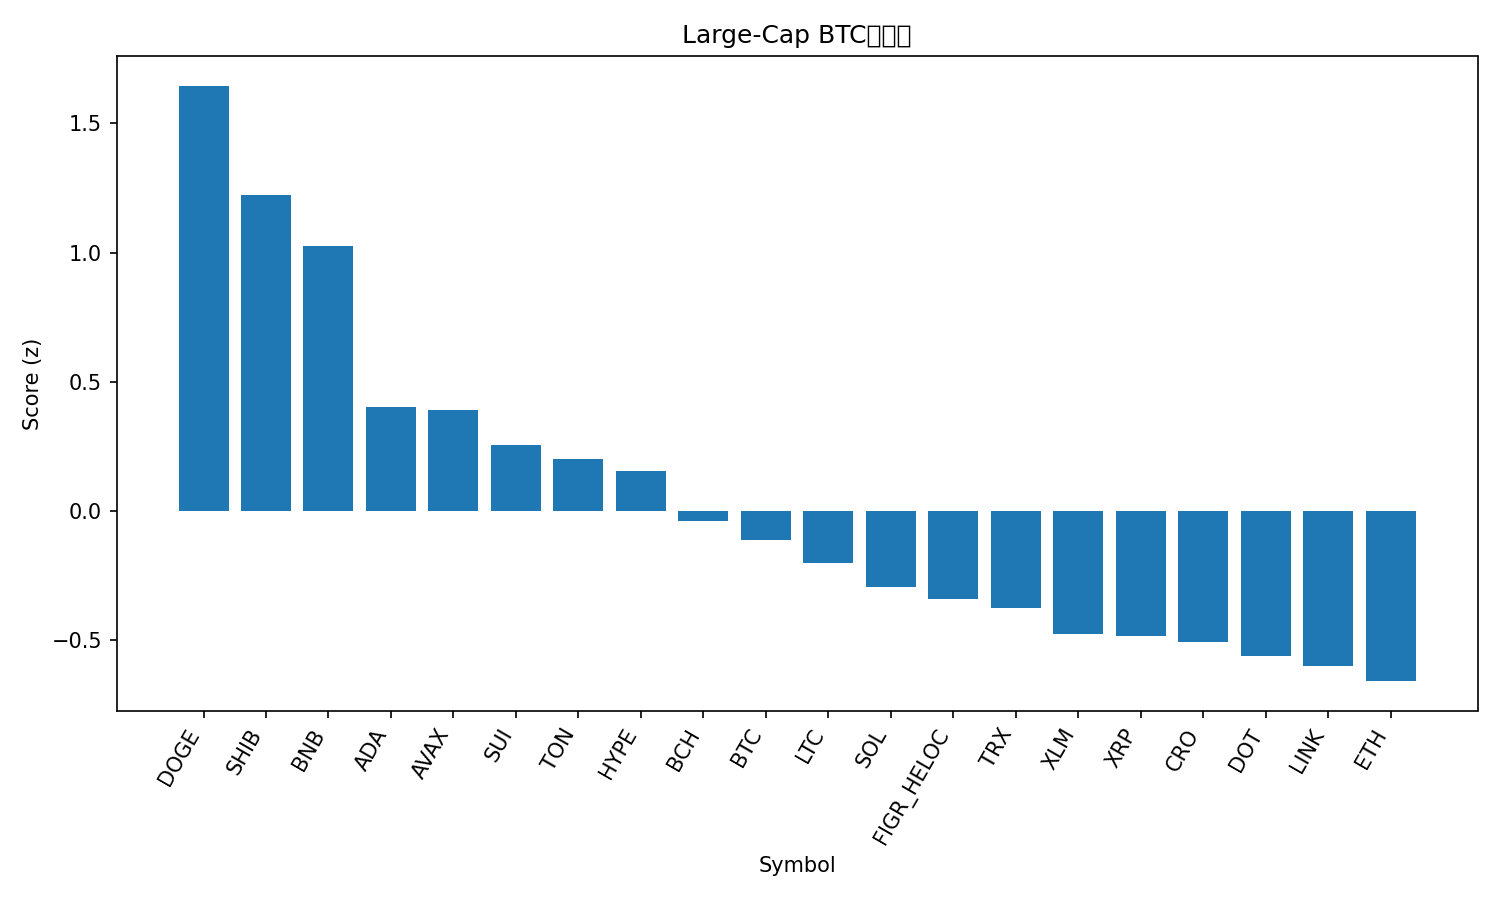 Large-Cap BTC
Score (z)
1.5
1.0
0.5
0.0
−0.5
DOGE
SHIB
BNB
ADA
AVAX
SUI
TON
HYPE
BCH
BTC
LTC
SOL
FIGR_HELOC
TRX
XLM
XRP
CRO
DOT
LINK
ETH
Symbol